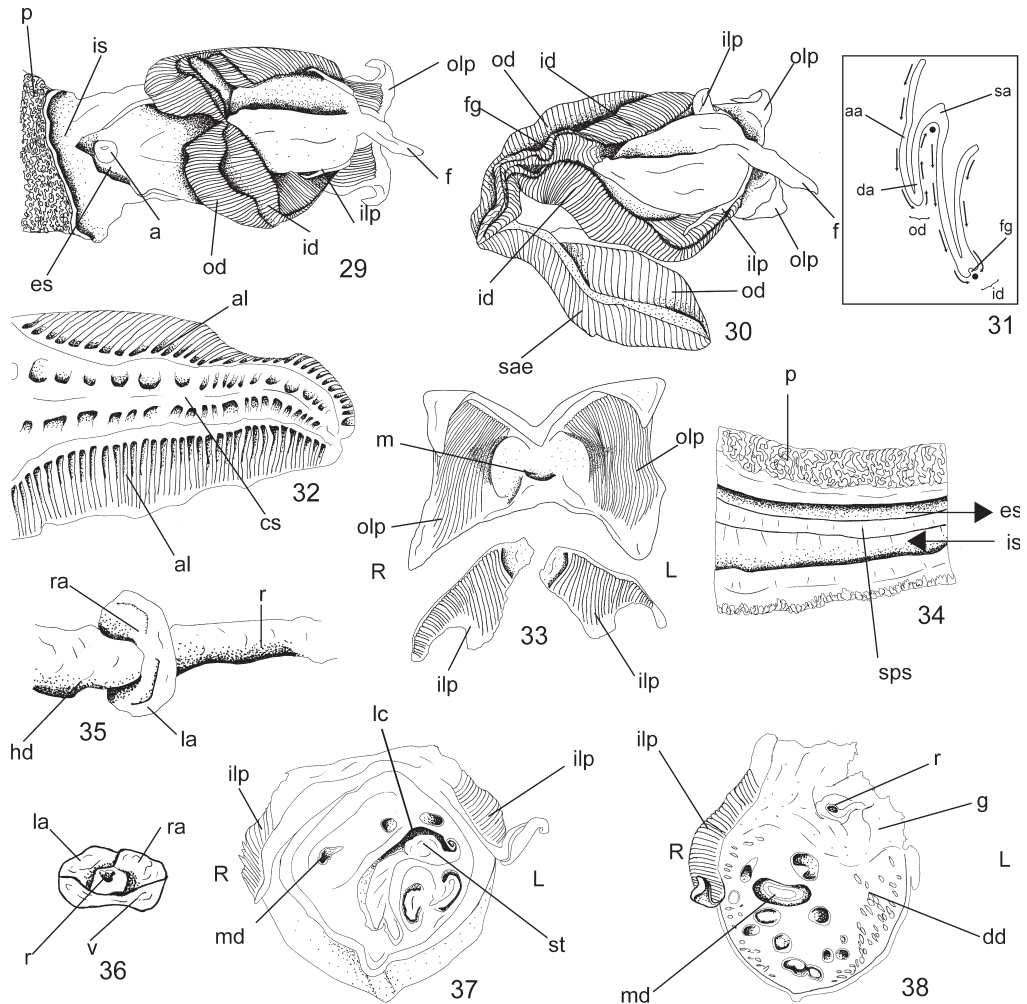 p
is
es
a
od
id
ilp
f
olp
29
od
id
fg
ilp
olp
f
ilp
olp
id
od
sae
30
aa
sa
da
od
fg
id
31
al
cs
al
32
m
olp
olp
R
L
ilp
ilp
33
p
es
is
sps
34
ra
r
hd
la
35
la
ra
r
v
36
lc
ilp
ilp
R
L
md
st
37
ilp
r
g
R
L
dd
md
38